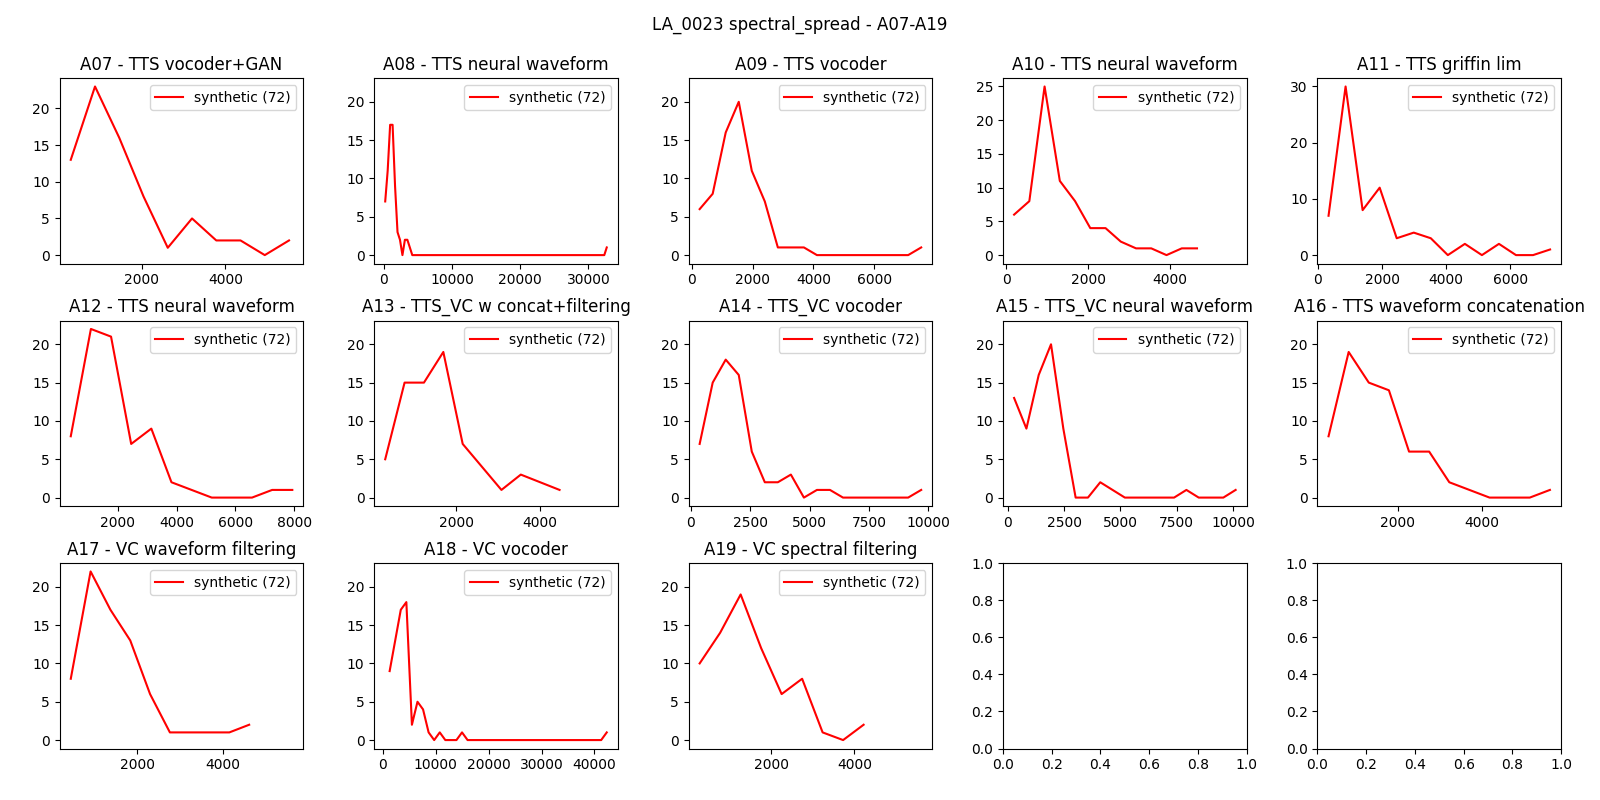 LA_0023 spectral_spread - A07-A19
A07 - TTS vocoder+GAN
synthetic (72)
20
15
10
5
0
2000 4000
A08 - TTS neural waveform
synthetic (72)
20
15
10
5
0
0 10000 20000 30000
A09 - TTS vocoder
synthetic (72)
20
15
10
5
0
0 2000 4000 6000
A10 - TTS neural waveform
synthetic (72)
25
20
15
10
5
0
0 2000 4000
A11 - TTS griffin lim
synthetic (72)
30
20
10
0
0 2000 4000 6000
A12 - TTS neural waveform
synthetic (72)
20
15
10
5
0
2000 4000 6000 8000
A13 - TTS_VC w concat+filtering
synthetic (72)
20
15
10
5
0
2000 4000
A14 - TTS_VC vocoder
synthetic (72)
20
15
10
5
0
0 2500 5000 7500 10000
A15 - TTS_VC neural waveform
synthetic (72)
20
15
10
5
0
0 2500 5000 7500 10000
A16 - TTS waveform concatenation
synthetic (72)
20
15
10
5
0
2000 4000
A17 - VC waveform filtering
synthetic (72)
20
15
10
5
0
2000 4000
A18 - VC vocoder
synthetic (72)
20
15
10
5
0
0 10000 20000 30000 40000
A19 - VC spectral filtering
synthetic (72)
20
15
10
5
0
2000 4000
1.0
0.8
0.6
0.4
0.2
0.0
0.0 0.2 0.4 0.6 0.8 1.0
1.0
0.8
0.6
0.4
0.2
0.0
0.0 0.2 0.4 0.6 0.8 1.0